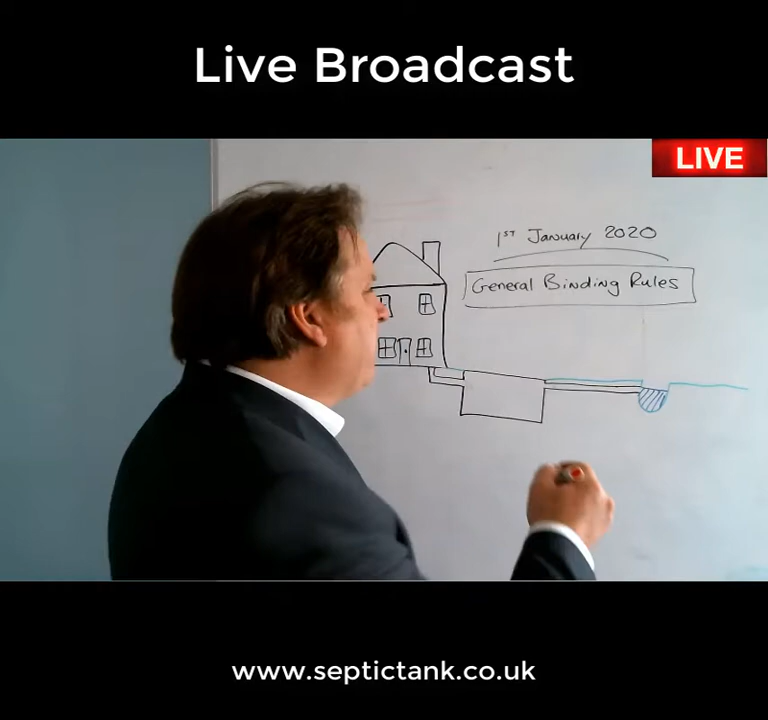 Live Broadcast
LIVE
1ST January 2020
General Binding Rules
www.septictank.co.uk